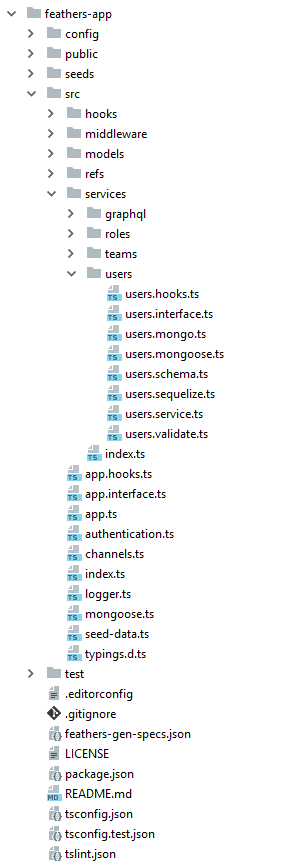 feathers-app
config
public
seeds
src
hooks
middleware
models
refs
services
graphql
roles
teams
users
users.hooks.ts
users.interface.ts
users.mongo.ts
users.mongoose.ts
users.schema.ts
users.sequelize.ts
users.service.ts
users.validate.ts
index.ts
app.hooks.ts
app.interface.ts
app.ts
authentication.ts
channels.ts
index.ts
logger.ts
mongoose.ts
seed-data.ts
typings.d.ts
test
.editorconfig
.gitignore
feathers-gen-specs.json
LICENSE
package.json
README.md
tsconfig.json
tsconfig.test.json
tslint.json